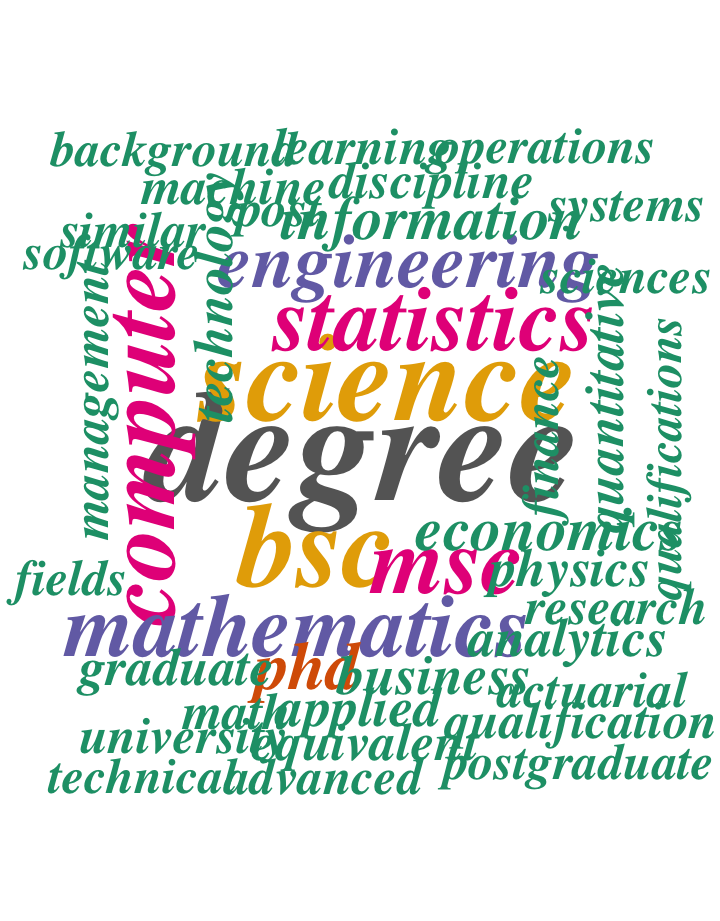 background learning operations
machine discipline
post systems
similar information
software engineering sciences
technology
management
computer
statistics
quantitative
science
finance
qualifications
degree
bsc economics
msc physics
fields
mathematics research
analytics
graduate phd business
actuarial
math applied qualification
university equivalent
technical advanced postgraduate